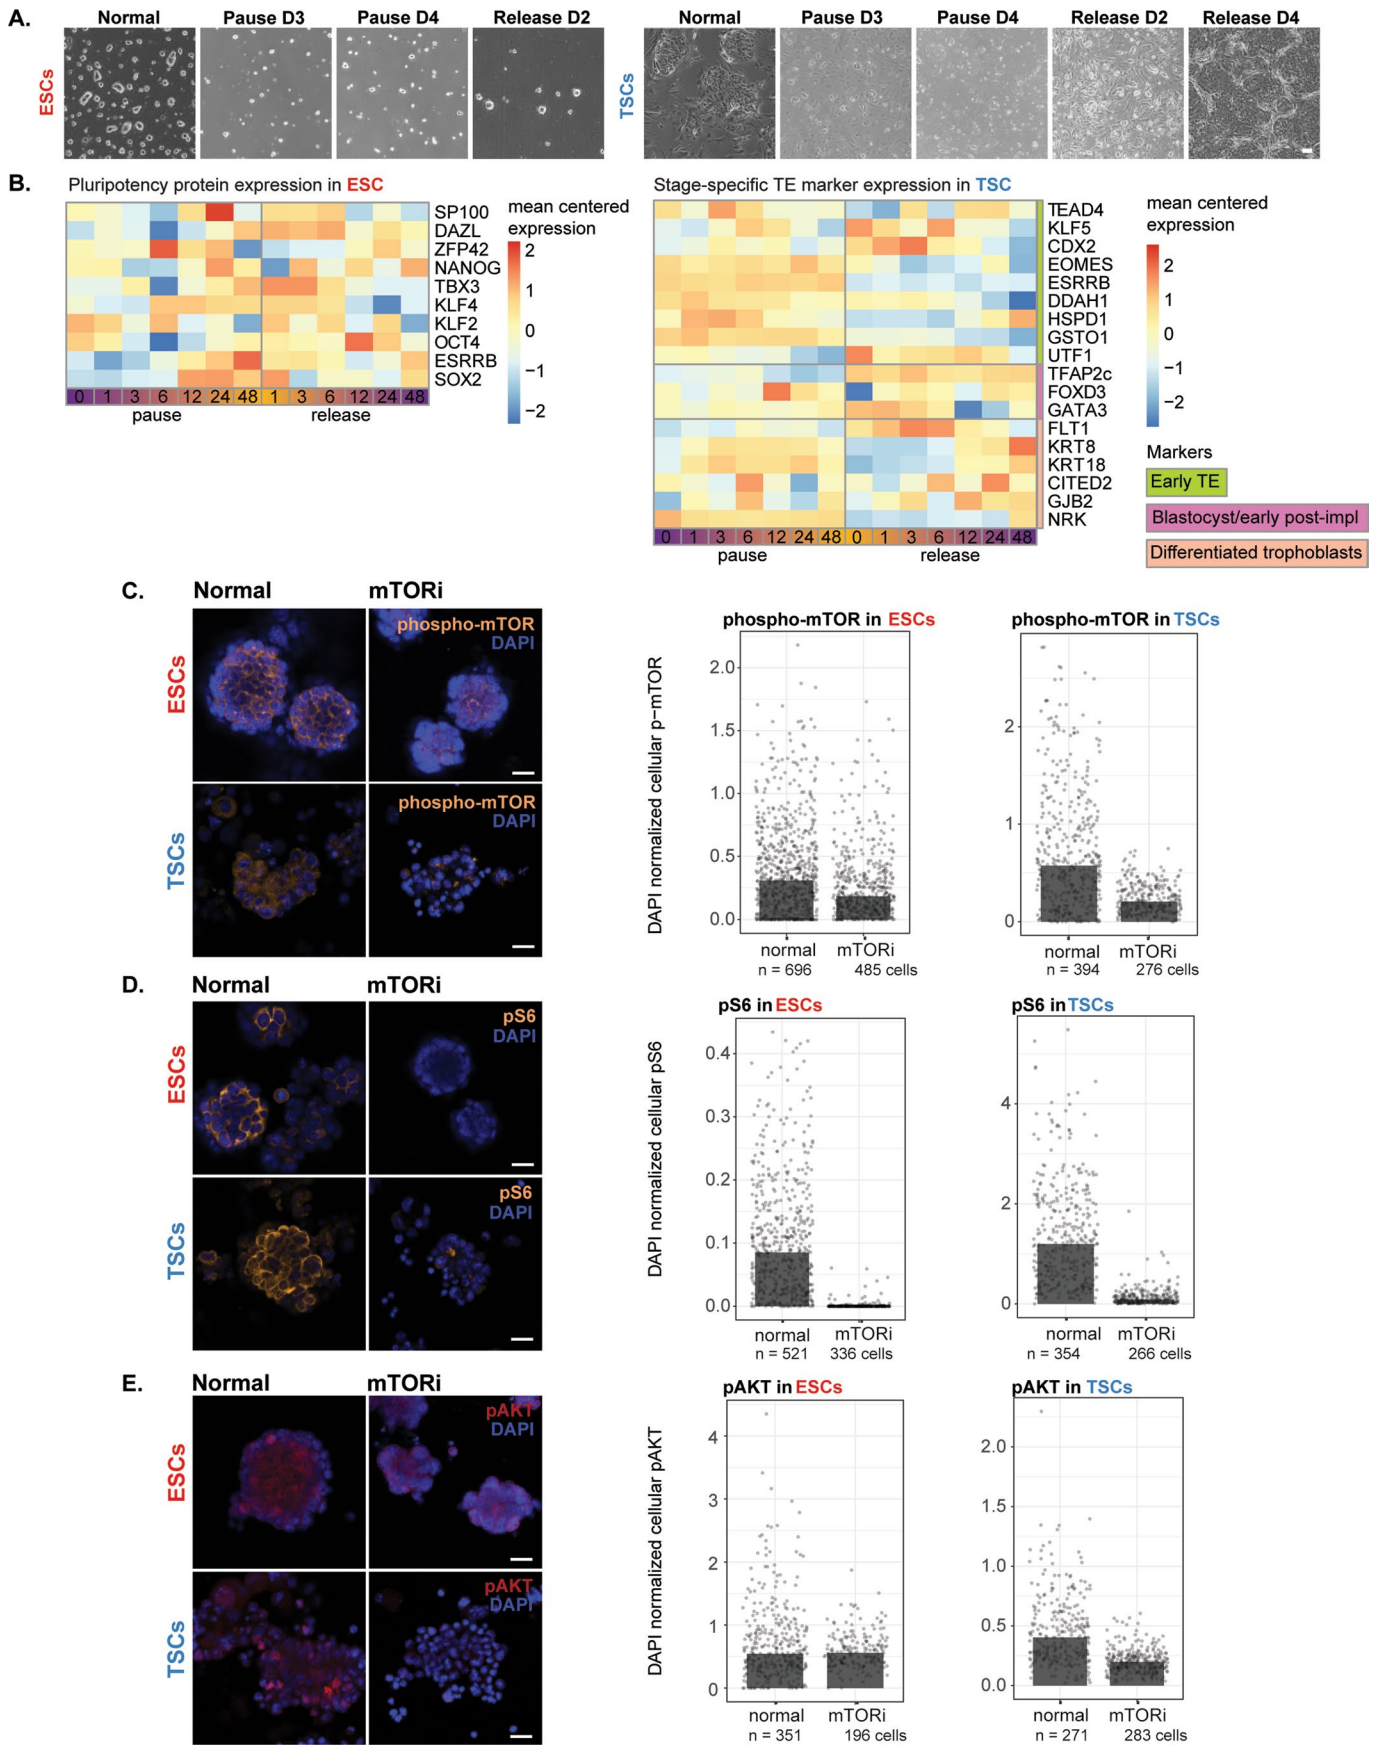 A.
Normal Pause D3 Pause D4 Release D2
Normal Pause D3 Pause D4 Release D2 Release D4
ESCs
TSCs
B.
Pluripotency protein expression in ESC
SP100
DAZL
ZFP42
NANOG
TBX3
KLF4
KLF2
OCT4
ESRRB
SOX2
0 1 3 6 12 24 48 1 3 6 12 24 48
pause release
mean centered
expression
2
1
0
−1
−2
Stage-specific TE marker expression in TSC
TEAD4
KLF5
CDX2
EOMES
ESRRB
DDAH1
HSPD1
GSTO1
UTF1
TFAP2c
FOXD3
GATA3
FLT1
KRT8
KRT18
CITED2
GJB2
NRK
0 1 3 6 12 24 48 0 1 3 6 12 24 48
pause release
mean centered
expression
2
1
0
−1
−2
Markers
Early TE
Blastocyst/early post-impl
Differentiated trophoblasts
C.
Normal mTORi
ESCs
phospho-mTOR
DAPI
TSCs
phospho-mTOR
DAPI
phospho-mTOR in ESCs
DAPI normalized cellular p−mTOR
2.0
1.5
1.0
0.5
0.0
normal mTORi
n = 696 485 cells
phospho-mTOR in TSCs
2
1
0
normal mTORi
n = 394 276 cells
D.
Normal mTORi
ESCs
pS6
DAPI
TSCs
pS6
DAPI
pS6 in ESCs
DAPI normalized cellular pS6
0.4
0.3
0.2
0.1
0.0
normal mTORi
n = 521 336 cells
pS6 in TSCs
4
2
0
normal mTORi
n = 354 266 cells
E.
Normal mTORi
ESCs
pAKT
DAPI
TSCs
pAKT
DAPI
pAKT in ESCs
DAPI normalized cellular pAKT
4
3
2
1
0
normal mTORi
n = 351 196 cells
pAKT in TSCs
2.0
1.5
1.0
0.5
0.0
normal mTORi
n = 271 283 cells